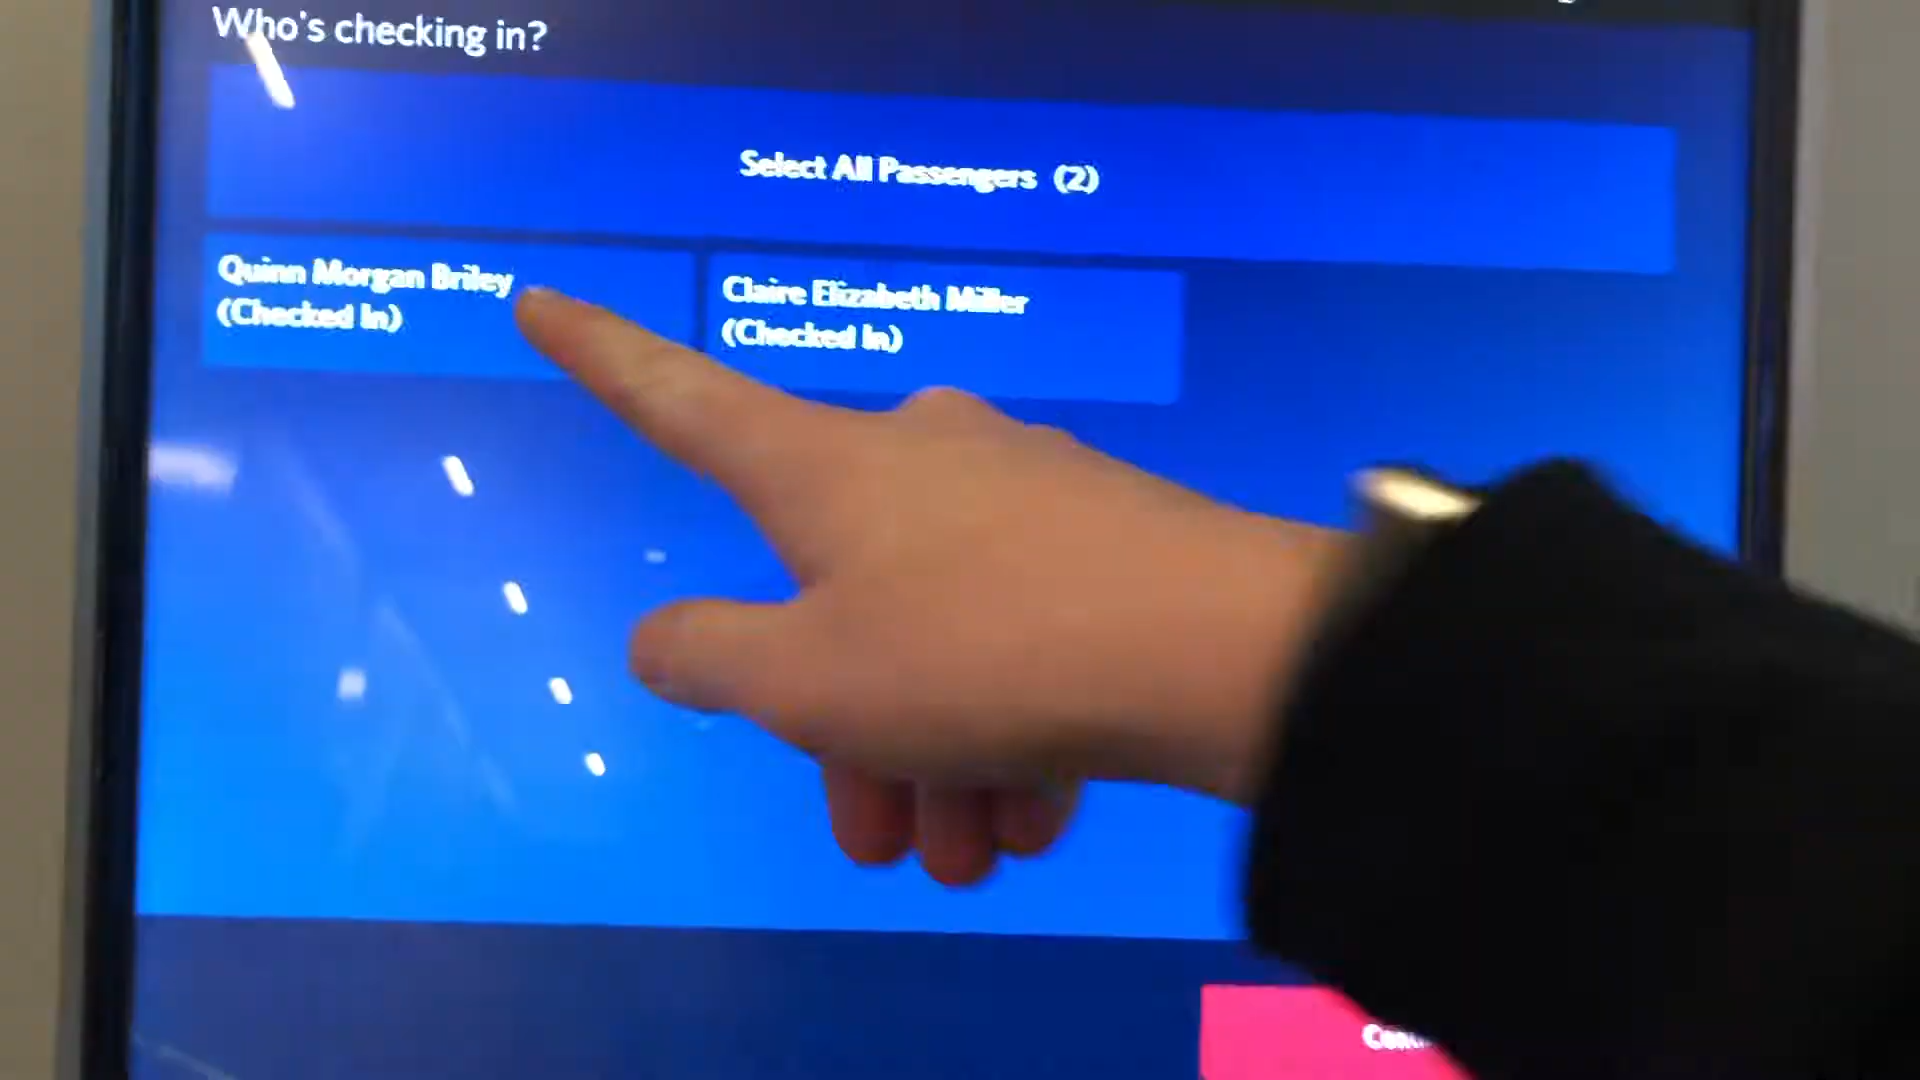 Who's checking in?
Select All Passengers (2)
Quinn Morgan Briley
(Checked In)
Claire Elizabeth Miller
(Checked In)